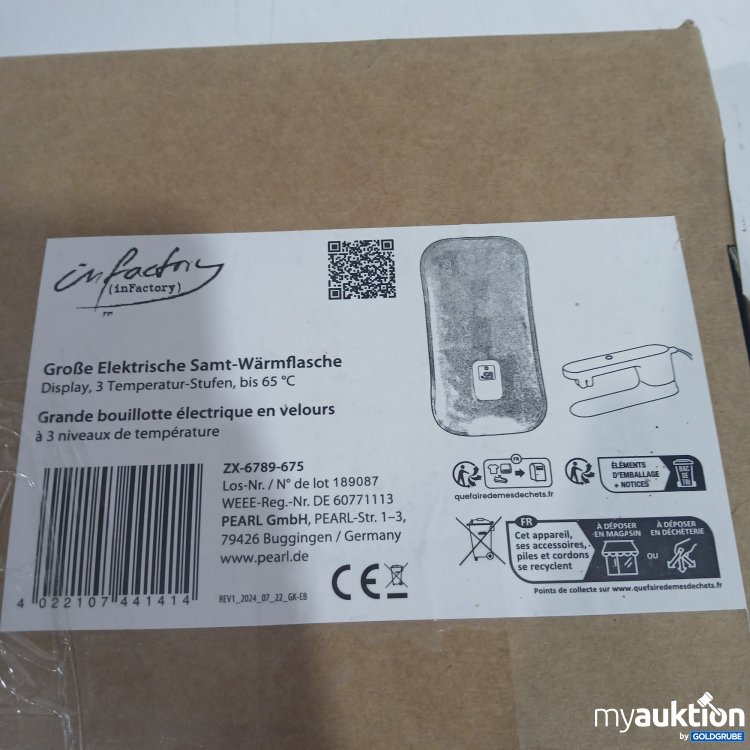 inFactory
(inFactory)
Große Elektrische Samt-Wärmflasche
Display, 3 Temperatur-Stufen, bis 65 °C
Grande bouillotte électrique en velours
à 3 niveaux de température
ZX-6789-675
Los-Nr. / N° de lot 189087
WEEE-Reg.-Nr. DE 60771113
PEARL GmbH, PEARL-Str. 1–3,
79426 Buggingen / Germany
www.pearl.de
4 022107 441414
REV1_2024_07_22_GK-EB
CE
FR
quefairedemesdechets.fr
ÉLÉMENTS
D'EMBALLAGE
+ NOTICES
BAC
DE
TRI
FR
Cet appareil,
ses accessoires,
piles et cordons
se recyclent
À DÉPOSER
EN MAGASIN
OU
À DÉPOSER
EN DÉCHÈTERIE
Points de collecte sur www.quefairedemesdechets.fr
myauktion
by GOLDGRUBE